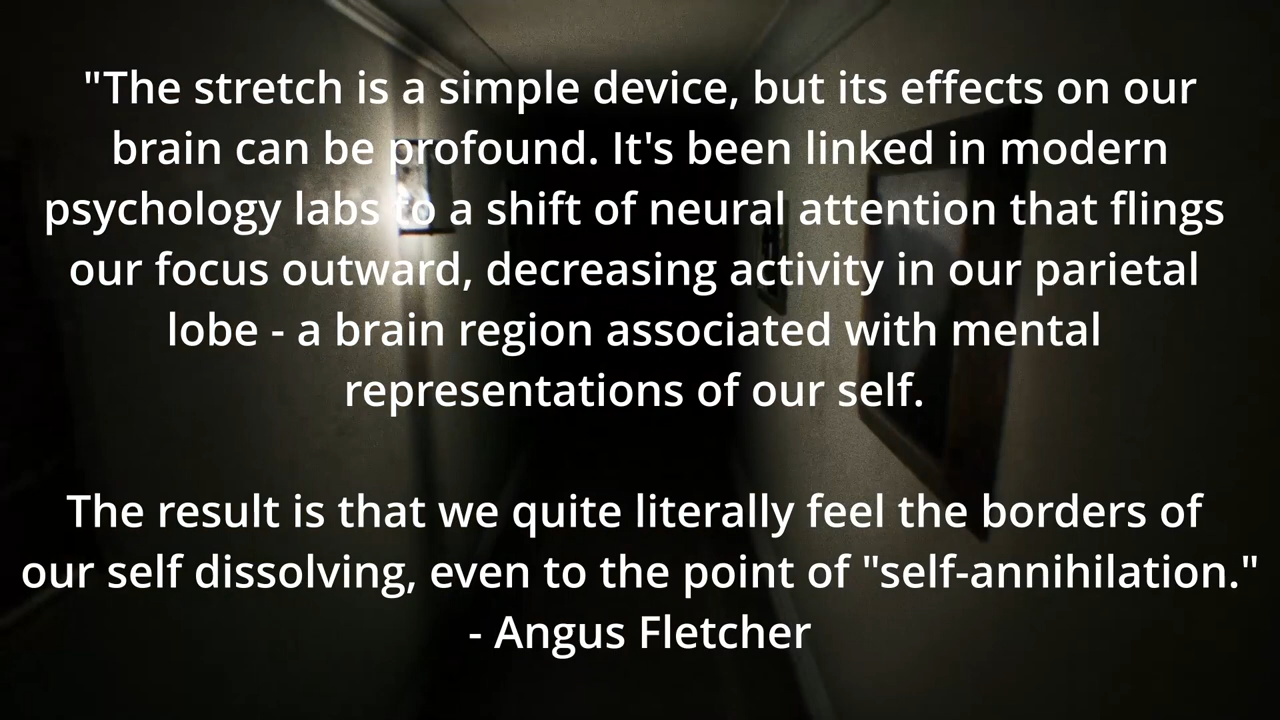 "The stretch is a simple device, but its effects on our
brain can be profound. It's been linked in modern
psychology labs to a shift of neural attention that flings
our focus outward, decreasing activity in our parietal
lobe - a brain region associated with mental
representations of our self.
The result is that we quite literally feel the borders of
our self dissolving, even to the point of "self-annihilation."
- Angus Fletcher